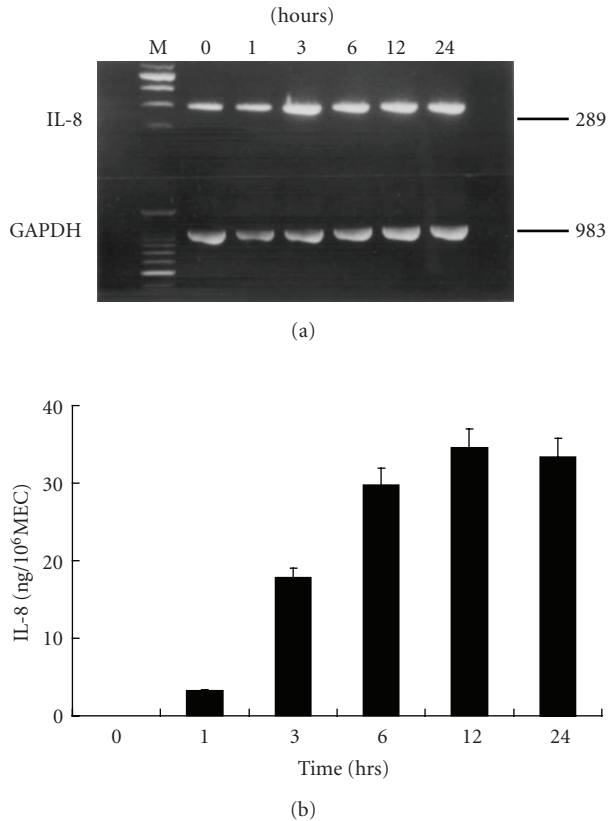 (hours)
M 0 1 3 6 12 24
IL-8 289
GAPDH 983
(a)
40
30
20
10
0
IL-8 (ng/10⁶MEC)
0 1 3 6 12 24
Time (hrs)
(b)